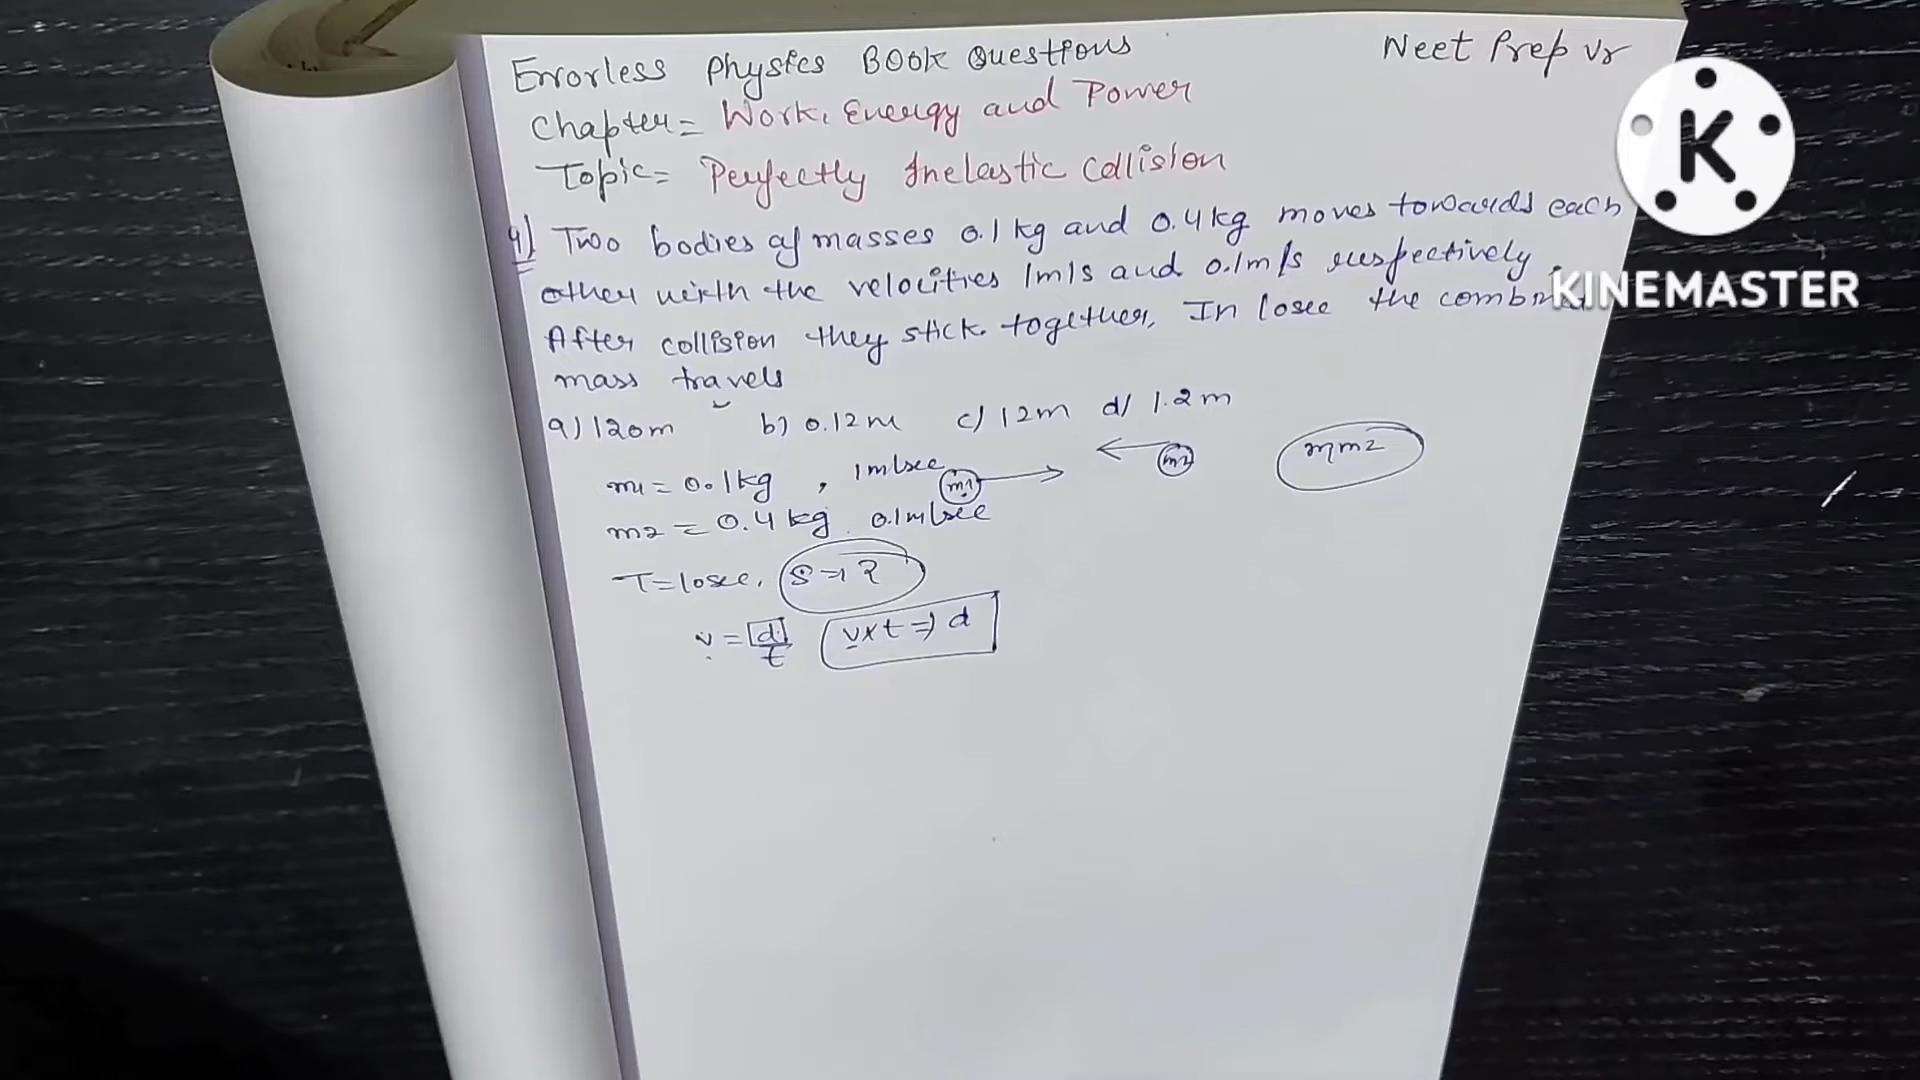 Errorless Physics BOOK Questions
Neet Prep Vr
Chapter = Work, Energy and Power
Topic = Perfectly Inelastic Collision
9) Two bodies of masses 0.1 kg and 0.4 kg moves towards each
other with the velocities 1m/s and 0.1m/s respectively.
After collision they stick together, In 10sec the combin
mass travels
a) 120m b) 0.12m c) 12m d) 1.2m
m1 = 0.1kg , 1m/sec m1 m2 m1m2
m2 = 0.4 kg 0.1m/sec
T = 10sec, S = ?
v = d/t v×t ⇒ d
K
KINEMASTER